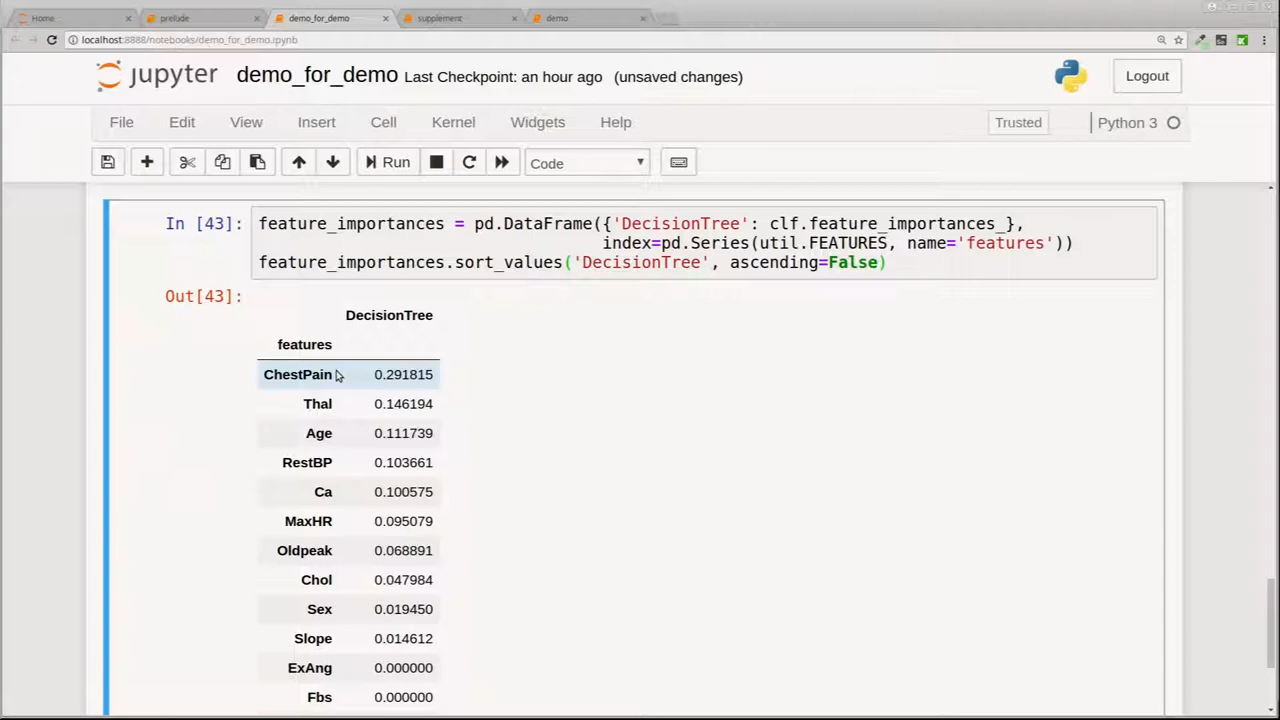 Home prelude demo_for_demo supplement demo
localhost:8888/notebooks/demo_for_demo.ipynb
jupyter demo_for_demo Last Checkpoint: an hour ago (unsaved changes) Logout
File Edit View Insert Cell Kernel Widgets Help Trusted Python 3
Run Code
In [43]: feature_importances = pd.DataFrame({'DecisionTree': clf.feature_importances_},
index=pd.Series(util.FEATURES, name='features'))
feature_importances.sort_values('DecisionTree', ascending=False)
Out[43]:
DecisionTree
features
ChestPain 0.291815
Thal 0.146194
Age 0.111739
RestBP 0.103661
Ca 0.100575
MaxHR 0.095079
Oldpeak 0.068891
Chol 0.047984
Sex 0.019450
Slope 0.014612
ExAng 0.000000
Fbs 0.000000